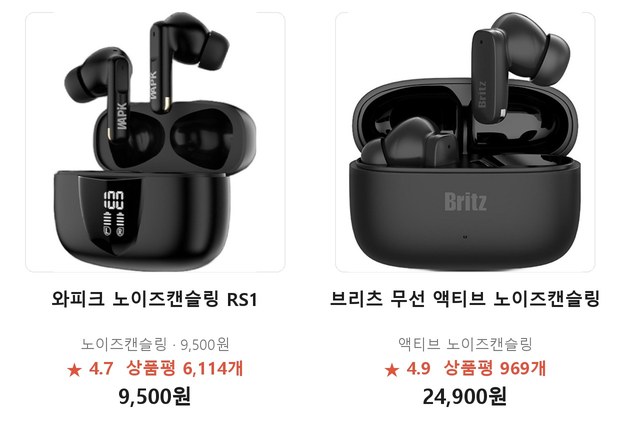 WAPK
WAPK
100
L
R
Britz
Britz
와피크 노이즈캔슬링 RS1
노이즈캔슬링 · 9,500원
★ 4.7 상품평 6,114개
9,500원
브리츠 무선 액티브 노이즈캔슬링
액티브 노이즈캔슬링
★ 4.9 상품평 969개
24,900원